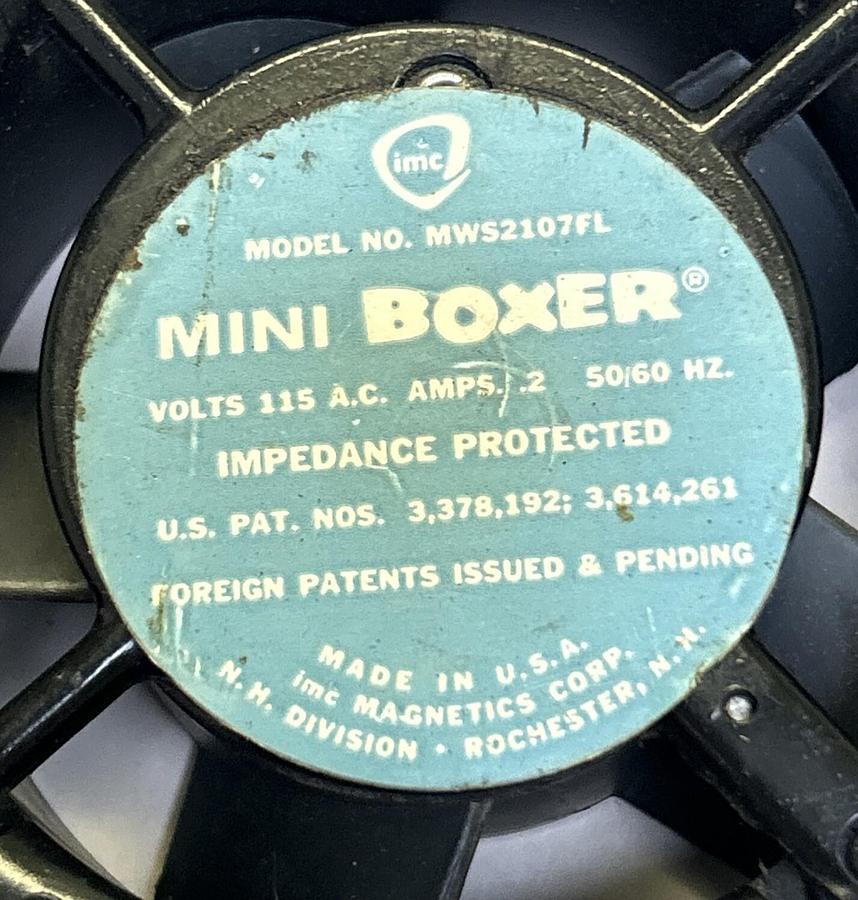 imc
MODEL NO. MWS2107FL
MINI BOXER®
VOLTS 115 A.C. AMPS. .2 50/60 HZ.
IMPEDANCE PROTECTED
U.S. PAT. NOS. 3,378,192; 3,614,261
FOREIGN PATENTS ISSUED & PENDING
MADE IN U.S.A.
imc MAGNETICS CORP.
N.H. DIVISION • ROCHESTER, N.H.